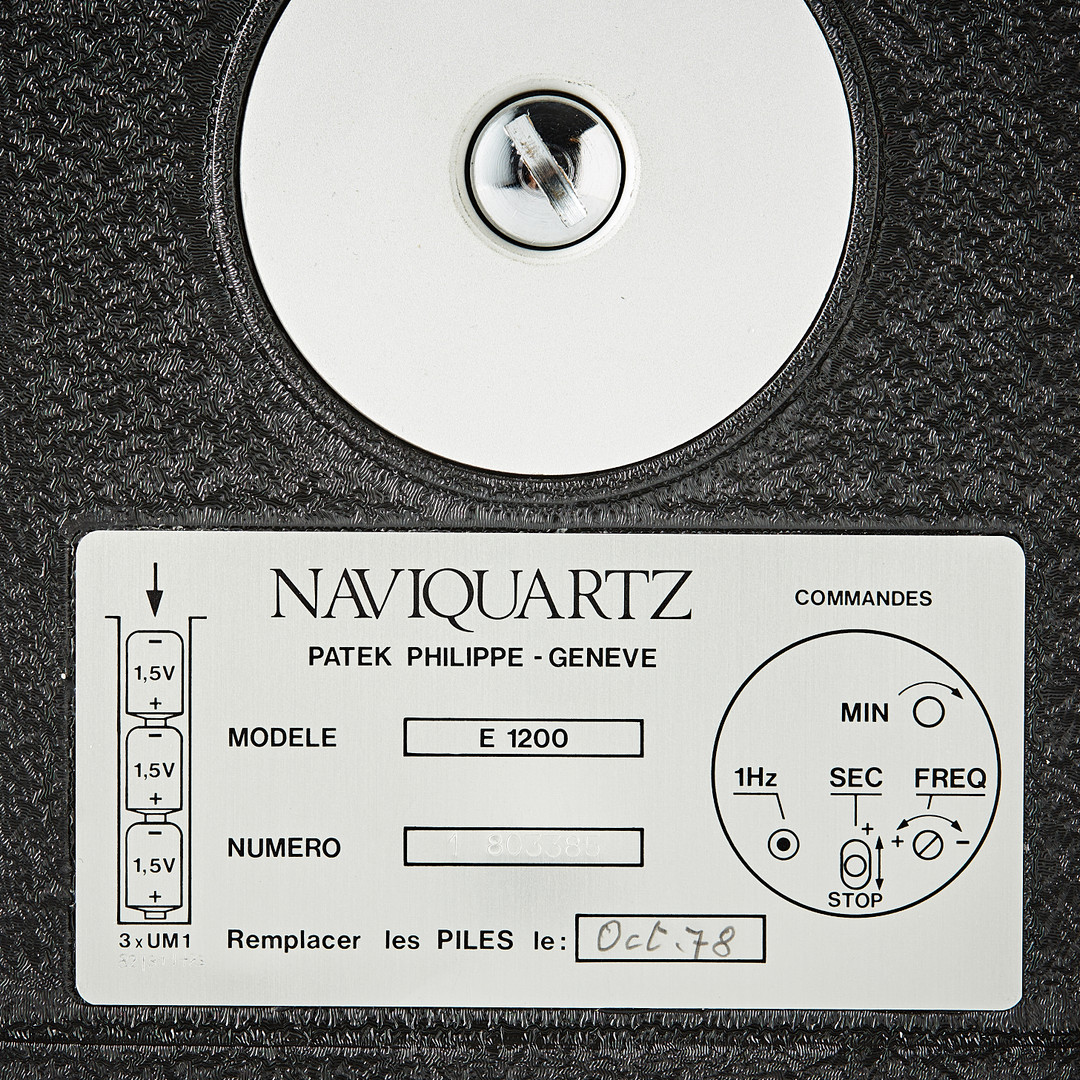 NAVIQUARTZ
PATEK PHILIPPE - GENEVE
MODELE E 1200
NUMERO
Remplacer les PILES le: Oct.78
-
1,5V
+
-
1,5V
+
-
1,5V
+
3xUM1
COMMANDES
MIN
1Hz SEC FREQ
+
+ -
STOP